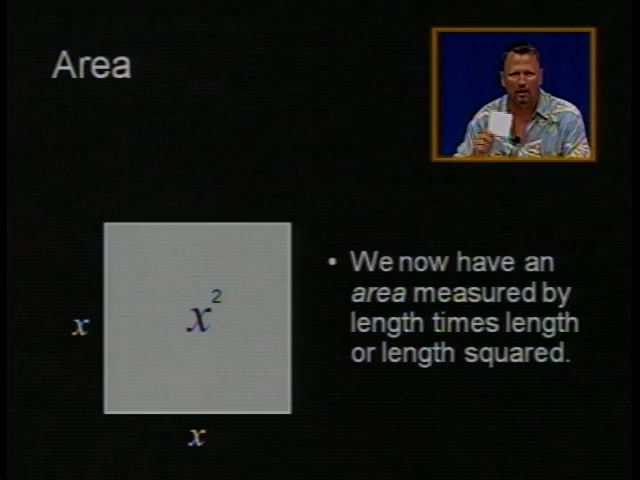 Area
x
x²
x
• We now have an
area measured by
length times length
or length squared.